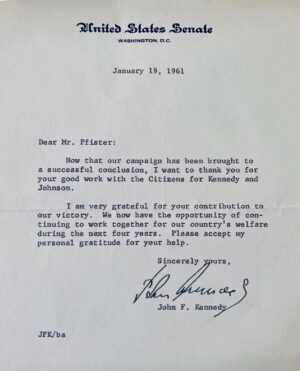 United States Senate
WASHINGTON, D.C.
January 19, 1961
Dear Mr. Pfister:
Now that our campaign has been brought to
a successful conclusion, I want to thank you for
your good work with the Citizens for Kennedy and
Johnson.
I am very grateful for your contribution to
our victory. We now have the opportunity of con-
tinuing to work together for our country's welfare
during the next four years. Please accept my
personal gratitude for your help.
Sincerely yours,
John Kennedy
John F. Kennedy
JFK/ba